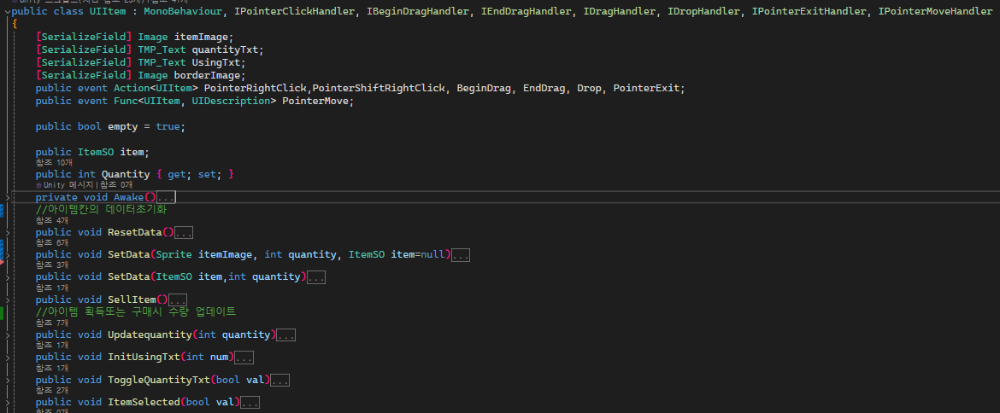 public class UIItem : MonoBehaviour, IPointerClickHandler, IBeginDragHandler, IEndDragHandler, IDragHandler, IDropHandler, IPointerExitHandler, IPointerMoveHandler
{
[SerializeField] Image itemImage;
[SerializeField] TMP_Text quantityTxt;
[SerializeField] TMP_Text UsingTxt;
[SerializeField] Image borderImage;
public event Action<UIItem> PointerRightClick,PointerShiftRightClick, BeginDrag, EndDrag, Drop, PointerExit;
public event Func<UIItem, UIDescription> PointerMove;
public bool empty = true;
public ItemSO item;
참조 10개
public int Quantity { get; set; }
Unity 메시지 | 참조 0개
private void Awake()...
//아이템칸의 데이터초기화
참조 4개
public void ResetData()...
참조 6개
public void SetData(Sprite itemImage, int quantity, ItemSO item=null)...
참조 3개
public void SetData(ItemSO item,int quantity)...
참조 1개
public void SellItem()...
//아이템 획득또는 구매시 수량 업데이트
참조 7개
public void Updatequantity(int quantity)...
참조 1개
public void InitUsingTxt(int num)...
참조 1개
public void ToggleQuantityTxt(bool val)...
참조 2개
public void ItemSelected(bool val)...